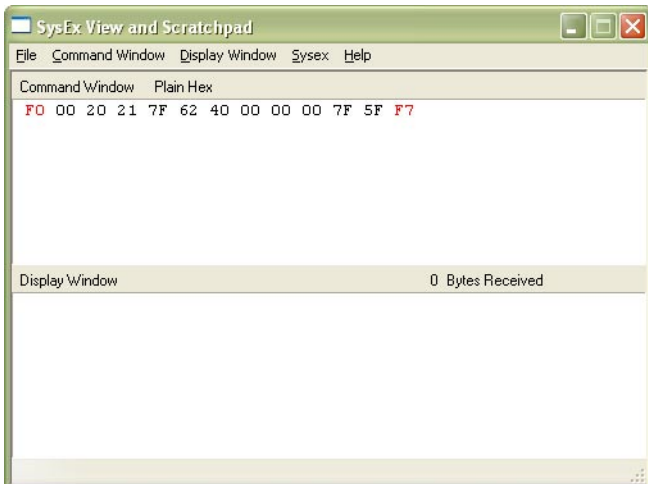 SysEx View and Scratchpad
File Command Window Display Window Sysex Help
Command Window Plain Hex
F0 00 20 21 7F 62 40 00 00 00 7F 5F F7
Display Window 0 Bytes Received